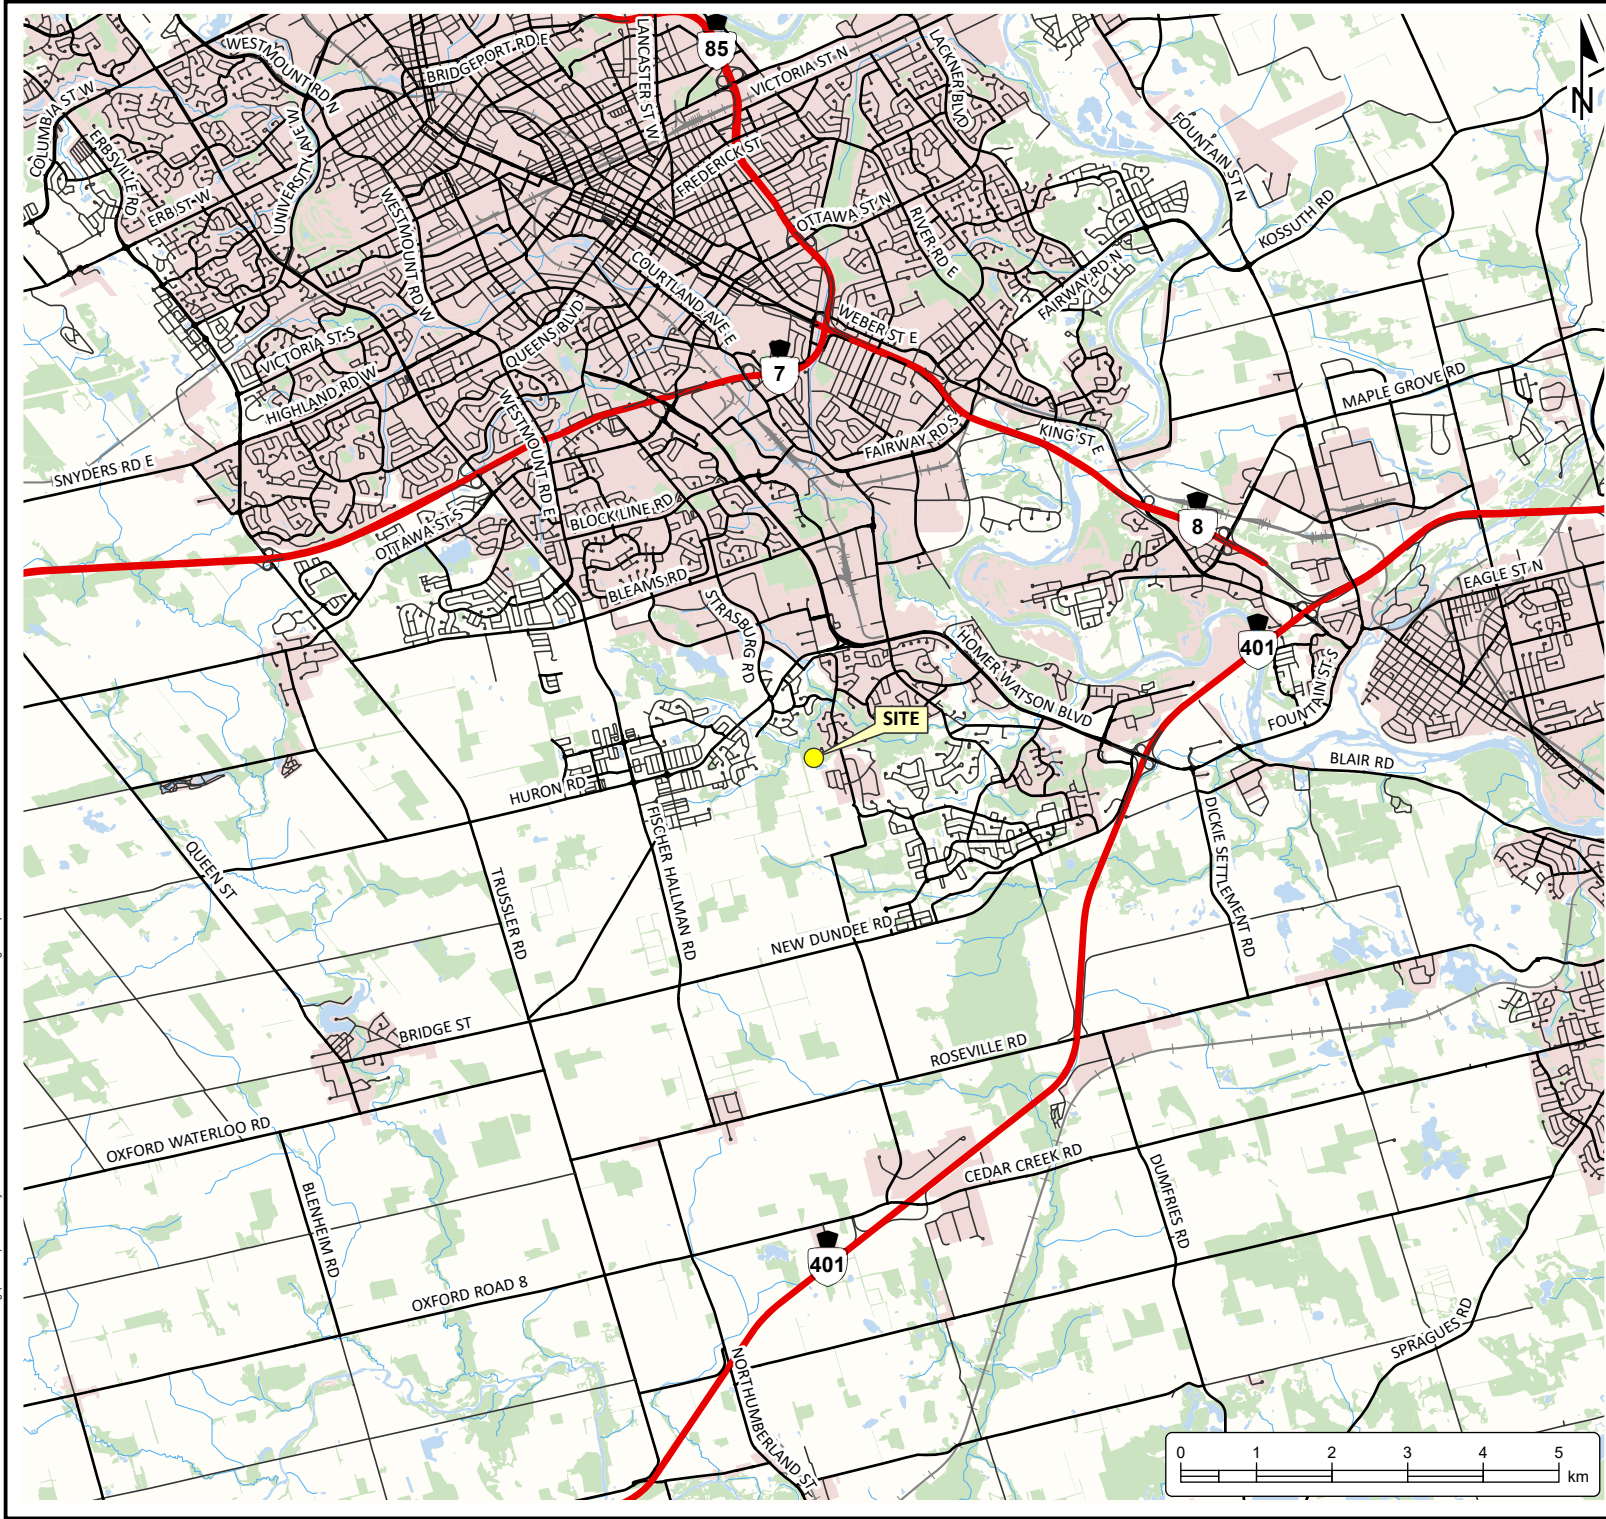 85
BRIDGEPORT RD E
LANCASTER ST W
VICTORIA ST N
LACKNER BLVD
WESTMOUNT RD N
COLUMBIA ST W
ERBSVILLE RD
UNIVERSITY AVE W
ERB ST W
WESTMOUNT RD W
FREDERICK ST
OTTAWA ST N
RIVER RD E
FOUNTAIN ST N
KOSSUTH RD
N
FAIRWAY RD N
COURTLAND AVE E
WEBER ST E
QUEENS BLVD
VICTORIA ST S
HIGHLAND RD W
7
MAPLE GROVE RD
SNYDERS RD E
WESTMOUNT RD E
FAIRWAY RD S
KING ST E
BLOCK LINE RD
OTTAWA ST S
8
BLEAMS RD
STRASBURG RD
EAGLE ST N
HOMER WATSON BLVD
401
FOUNTAIN ST S
SITE
BLAIR RD
HURON RD
FISCHER HALLMAN RD
DICKIE SETTLEMENT RD
QUEEN ST
TRUSSLER RD
NEW DUNDEE RD
BRIDGE ST
ROSEVILLE RD
OXFORD WATERLOO RD
CEDAR CREEK RD
BLENHEIM RD
DUMFRIES RD
401
OXFORD ROAD 8
SPRAGUES RD
NORTHUMBERLAND ST
0 1 2 3 4 5
km